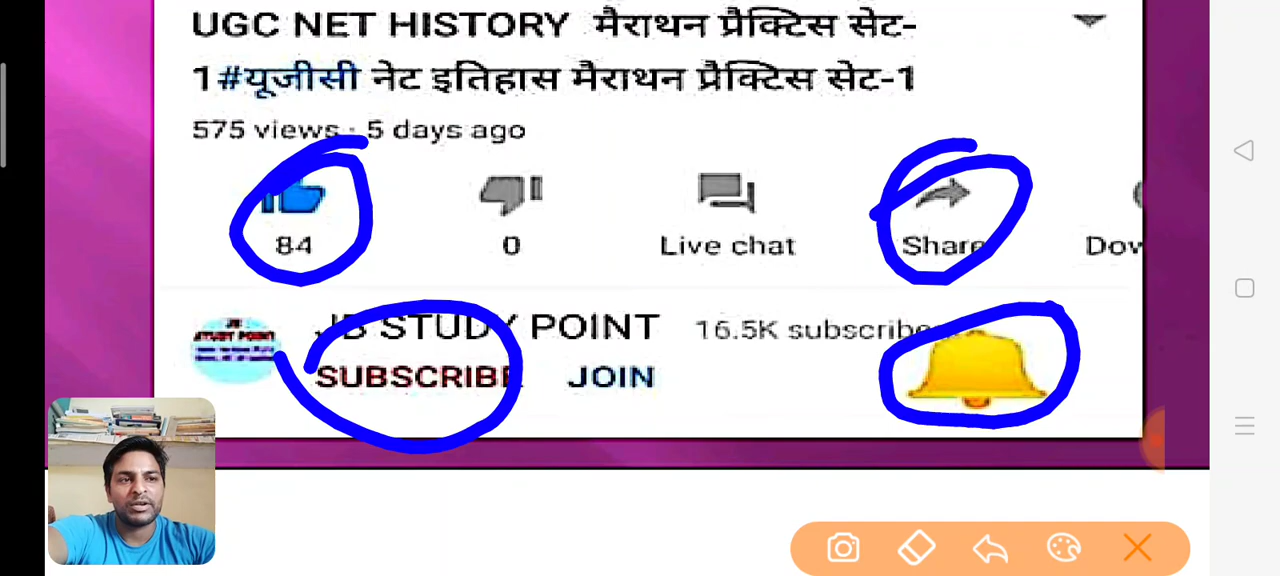 UGC NET HISTORY मैराथन प्रैक्टिस सेट-
1#यूजीसी नेट इतिहास मैराथन प्रैक्टिस सेट-1
575 views · 5 days ago
84 0 Live chat Share
JB STUDY POINT 16.5K
SUBSCRIBE JOIN